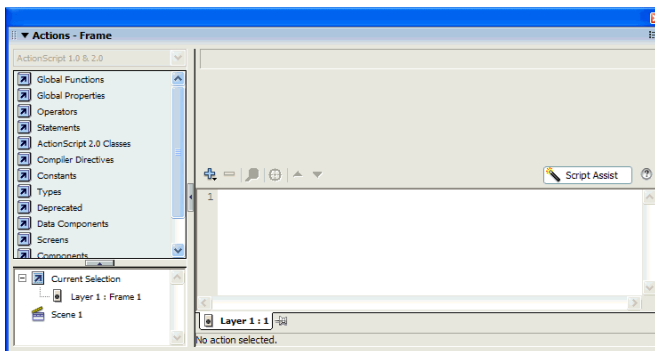 Actions - Frame
ActionScript 1.0 & 2.0
Global Functions
Global Properties
Operators
Statements
ActionScript 2.0 Classes
Compiler Directives
Constants
Types
Deprecated
Data Components
Screens
Components
Current Selection
Layer 1 : Frame 1
Scene 1
Script Assist
1
Layer 1 : 1
No action selected.